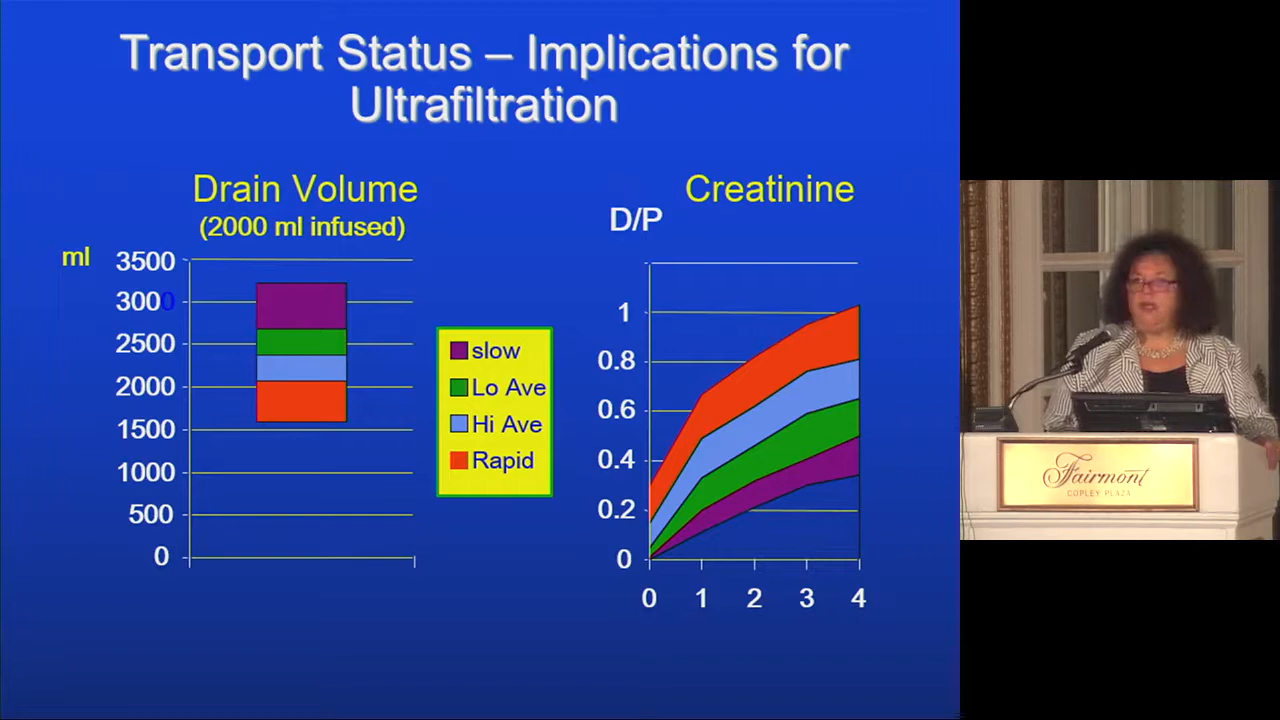 Transport Status – Implications for
Ultrafiltration
Drain Volume
(2000 ml infused)
ml
3500
3000
2500
2000
1500
1000
500
0
slow
Lo Ave
Hi Ave
Rapid
Creatinine
D/P
1
0.8
0.6
0.4
0.2
0
0 1 2 3 4
Fairmont
COPLEY PLAZA